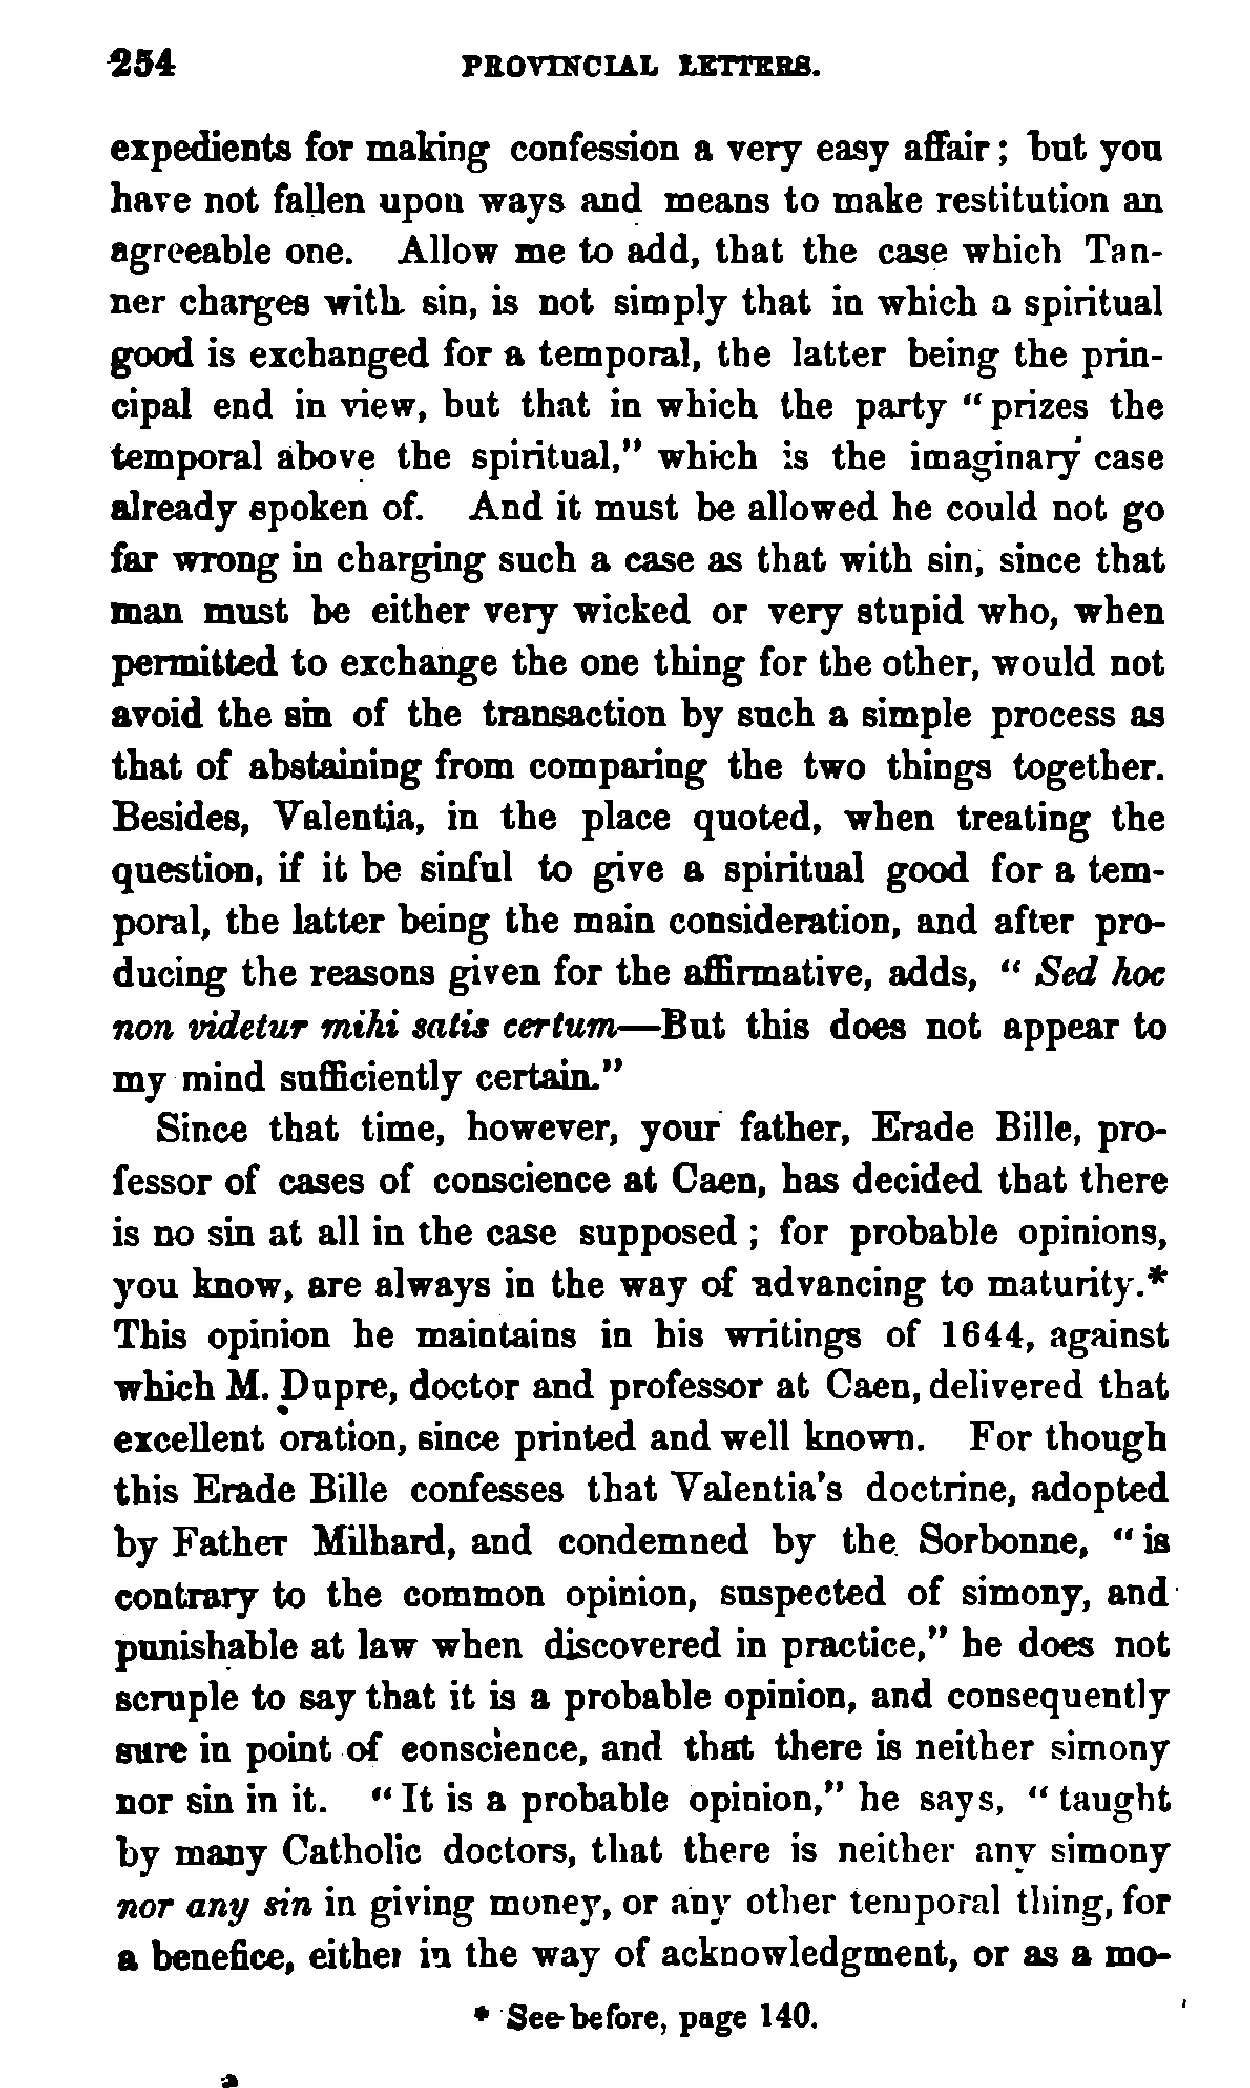 254 PROVINCIAL LETTERS.
expedients for making confession a very easy affair; but you
have not fallen upon ways and means to make restitution an
agreeable one. Allow me to add, that the case which Tan-
ner charges with sin, is not simply that in which a spiritual
good is exchanged for a temporal, the latter being the prin-
cipal end in view, but that in which the party "prizes the
temporal above the spiritual," which is the imaginary case
already spoken of. And it must be allowed he could not go
far wrong in charging such a case as that with sin, since that
man must be either very wicked or very stupid who, when
permitted to exchange the one thing for the other, would not
avoid the sin of the transaction by such a simple process as
that of abstaining from comparing the two things together.
Besides, Valentia, in the place quoted, when treating the
question, if it be sinful to give a spiritual good for a tem-
poral, the latter being the main consideration, and after pro-
ducing the reasons given for the affirmative, adds, "Sed hoc
non videtur mihi satis certum—But this does not appear to
my mind sufficiently certain."
Since that time, however, your father, Erade Bille, pro-
fessor of cases of conscience at Caen, has decided that there
is no sin at all in the case supposed; for probable opinions,
you know, are always in the way of advancing to maturity.*
This opinion he maintains in his writings of 1644, against
which M. Dupre, doctor and professor at Caen, delivered that
excellent oration, since printed and well known. For though
this Erade Bille confesses that Valentia's doctrine, adopted
by Father Milhard, and condemned by the Sorbonne, "is
contrary to the common opinion, suspected of simony, and
punishable at law when discovered in practice," he does not
scruple to say that it is a probable opinion, and consequently
sure in point of conscience, and that there is neither simony
nor sin in it. "It is a probable opinion," he says, "taught
by many Catholic doctors, that there is neither any simony
nor any sin in giving money, or any other temporal thing, for
a benefice, either in the way of acknowledgment, or as a mo-
* See before, page 140.